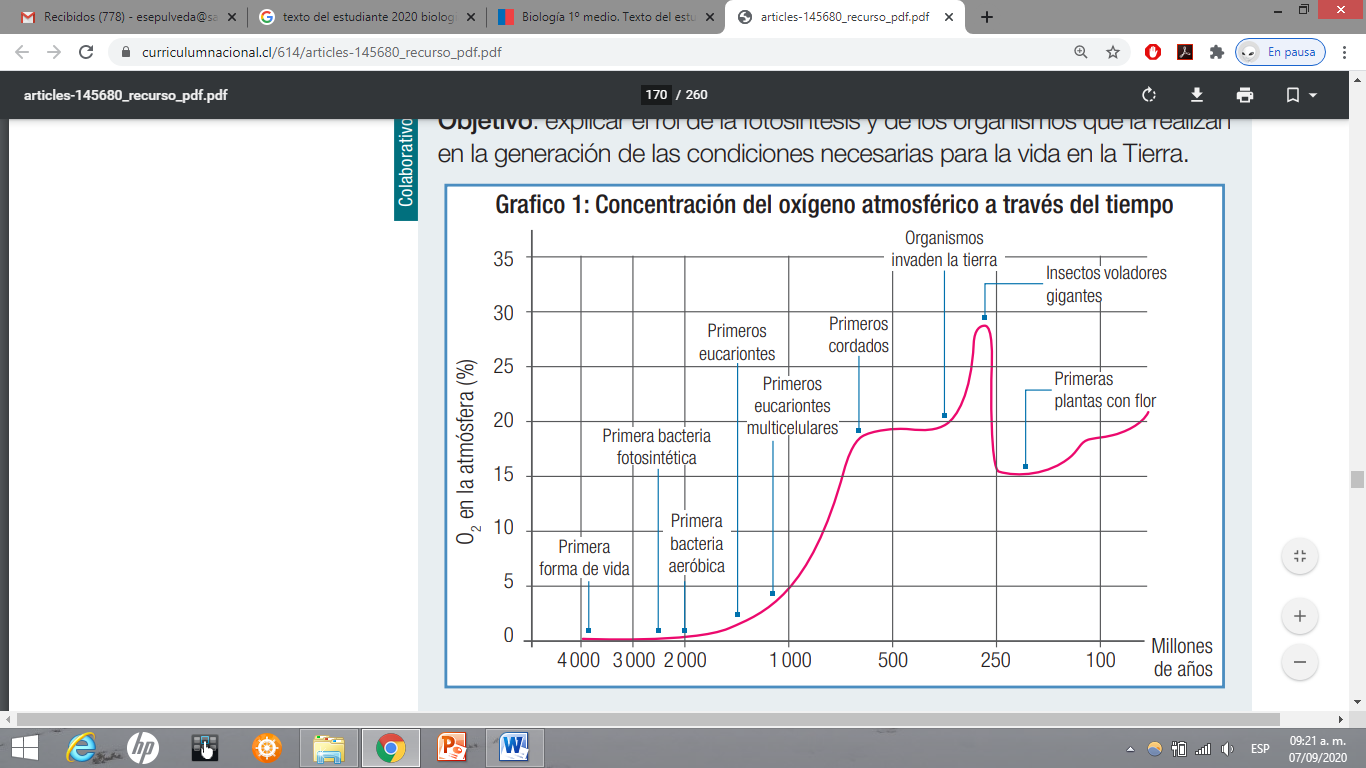 Recibidos (778) - esepulveda@sa
texto del estudiante 2020 biolog
Biología 1º medio. Texto del estu
articles-145680_recurso_pdf.pdf
curriculumnacional.cl/614/articles-145680_recurso_pdf.pdf
En pausa
articles-145680_recurso_pdf.pdf
170 / 260
Colaborativo
Objetivo: explicar el rol de la fotosíntesis y de los organismos que la realizan
en la generación de las condiciones necesarias para la vida en la Tierra.
Grafico 1: Concentración del oxígeno atmosférico a través del tiempo
O2 en la atmósfera (%)
35
30
25
20
15
10
5
0
Primera
forma de vida
Primera bacteria
fotosintética
Primera
bacteria
aeróbica
Primeros
eucariontes
Primeros
eucariontes
multicelulares
Primeros
cordados
Organismos
invaden la tierra
Insectos voladores
gigantes
Primeras
plantas con flor
4 000 3 000 2 000 1 000 500 250 100
Millones
de años
ESP
09:21 a. m.
07/09/2020